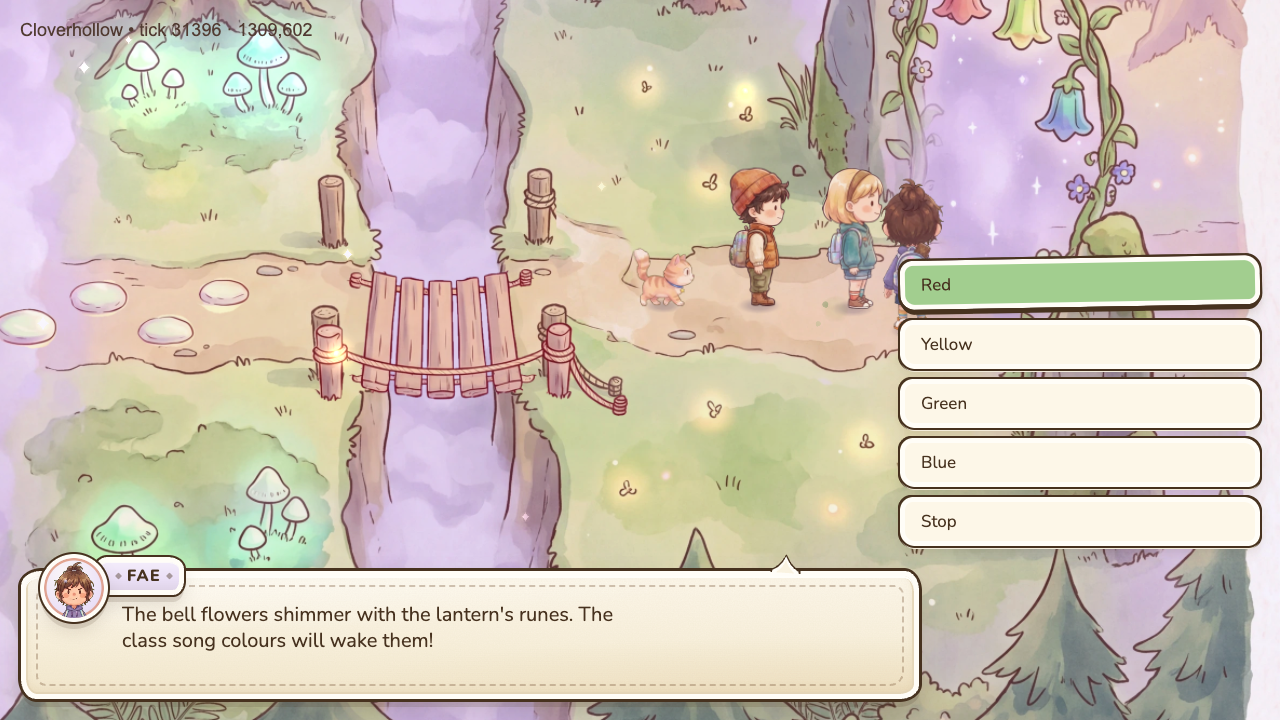 Cloverhollow • tick 31396 · 1309,602
Red
Yellow
Green
Blue
Stop
FAE
The bell flowers shimmer with the lantern's runes. The
class song colours will wake them!